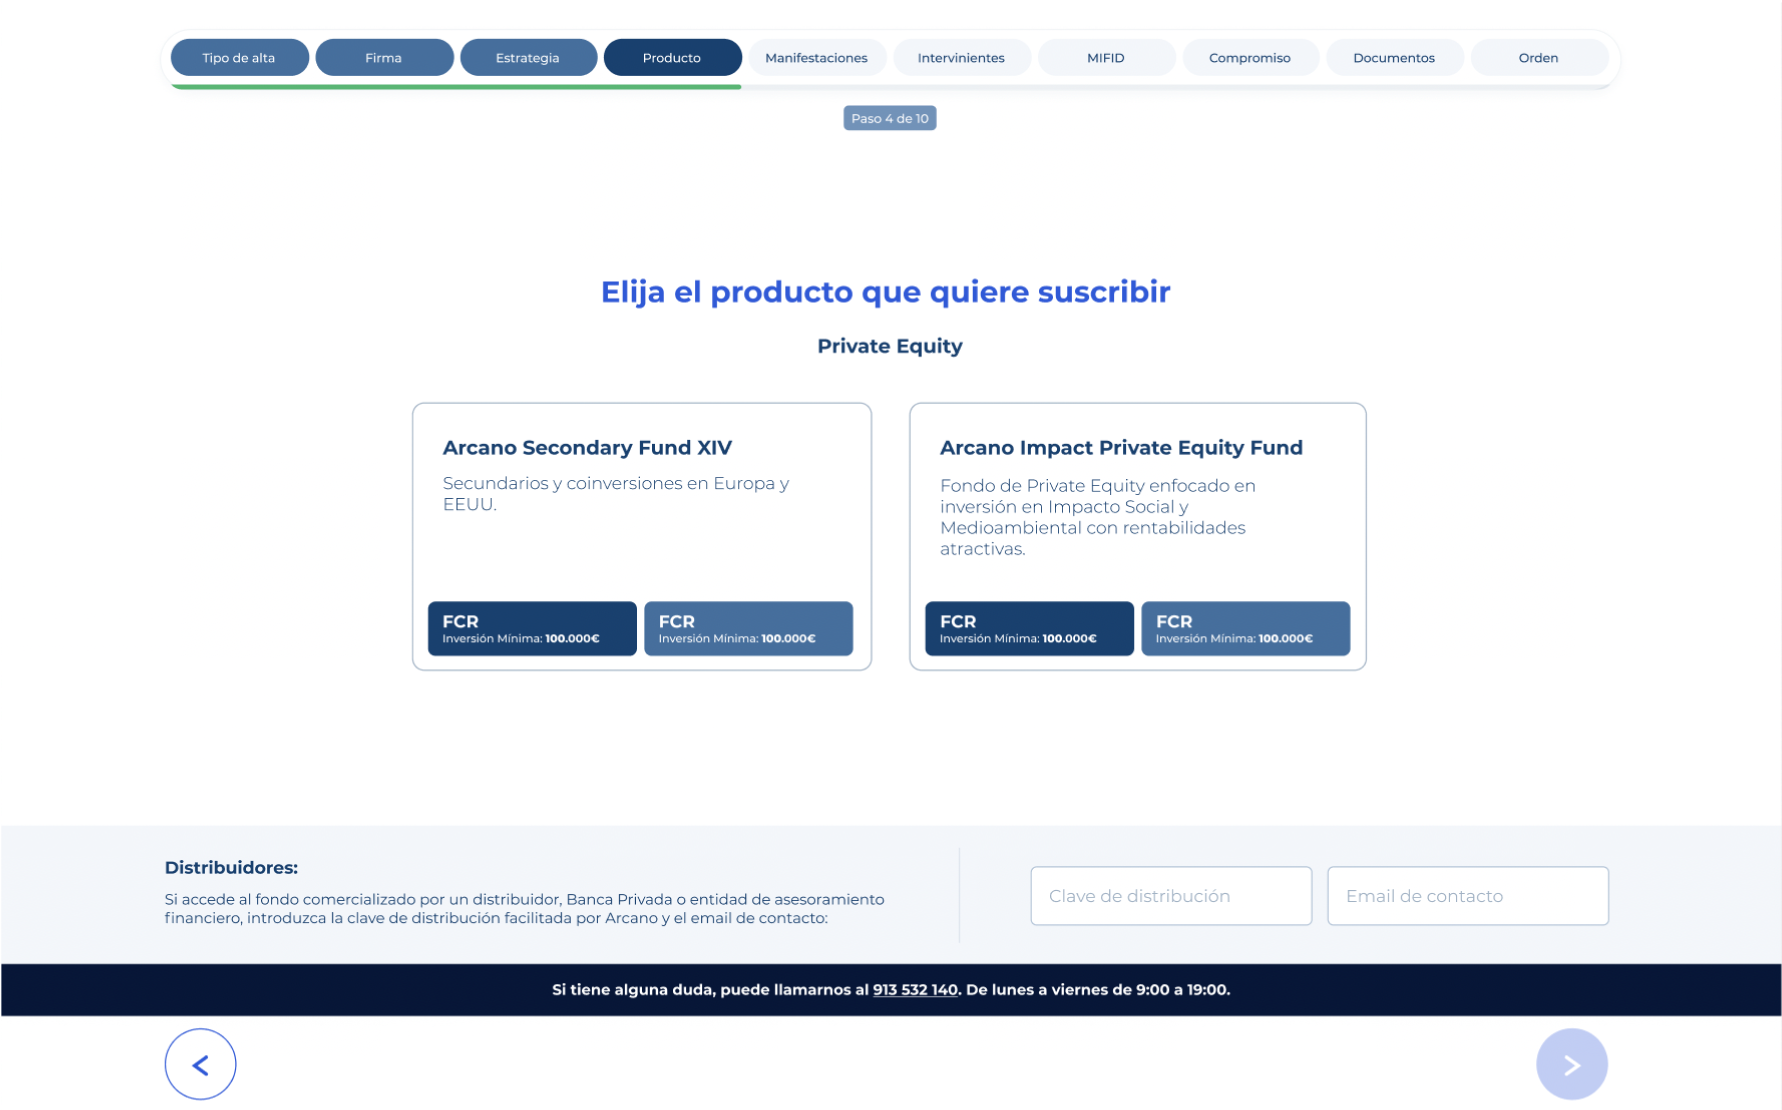 Tipo de alta
Firma
Estrategia
Producto
Manifestaciones
Intervinientes
MIFID
Compromiso
Documentos
Orden
Paso 4 de 10
Elija el producto que quiere suscribir
Private Equity
Arcano Secondary Fund XIV
Secundarios y coinversiones en Europa y
EEUU.
FCR
Inversión Mínima: 100.000€
FCR
Inversión Mínima: 100.000€
Arcano Impact Private Equity Fund
Fondo de Private Equity enfocado en
inversión en Impacto Social y
Medioambiental con rentabilidades
atractivas.
FCR
Inversión Mínima: 100.000€
FCR
Inversión Mínima: 100.000€
Distribuidores:
Si accede al fondo comercializado por un distribuidor, Banca Privada o entidad de asesoramiento
financiero, introduzca la clave de distribución facilitada por Arcano y el email de contacto:
Clave de distribución
Email de contacto
Si tiene alguna duda, puede llamarnos al 913 532 140. De lunes a viernes de 9:00 a 19:00.